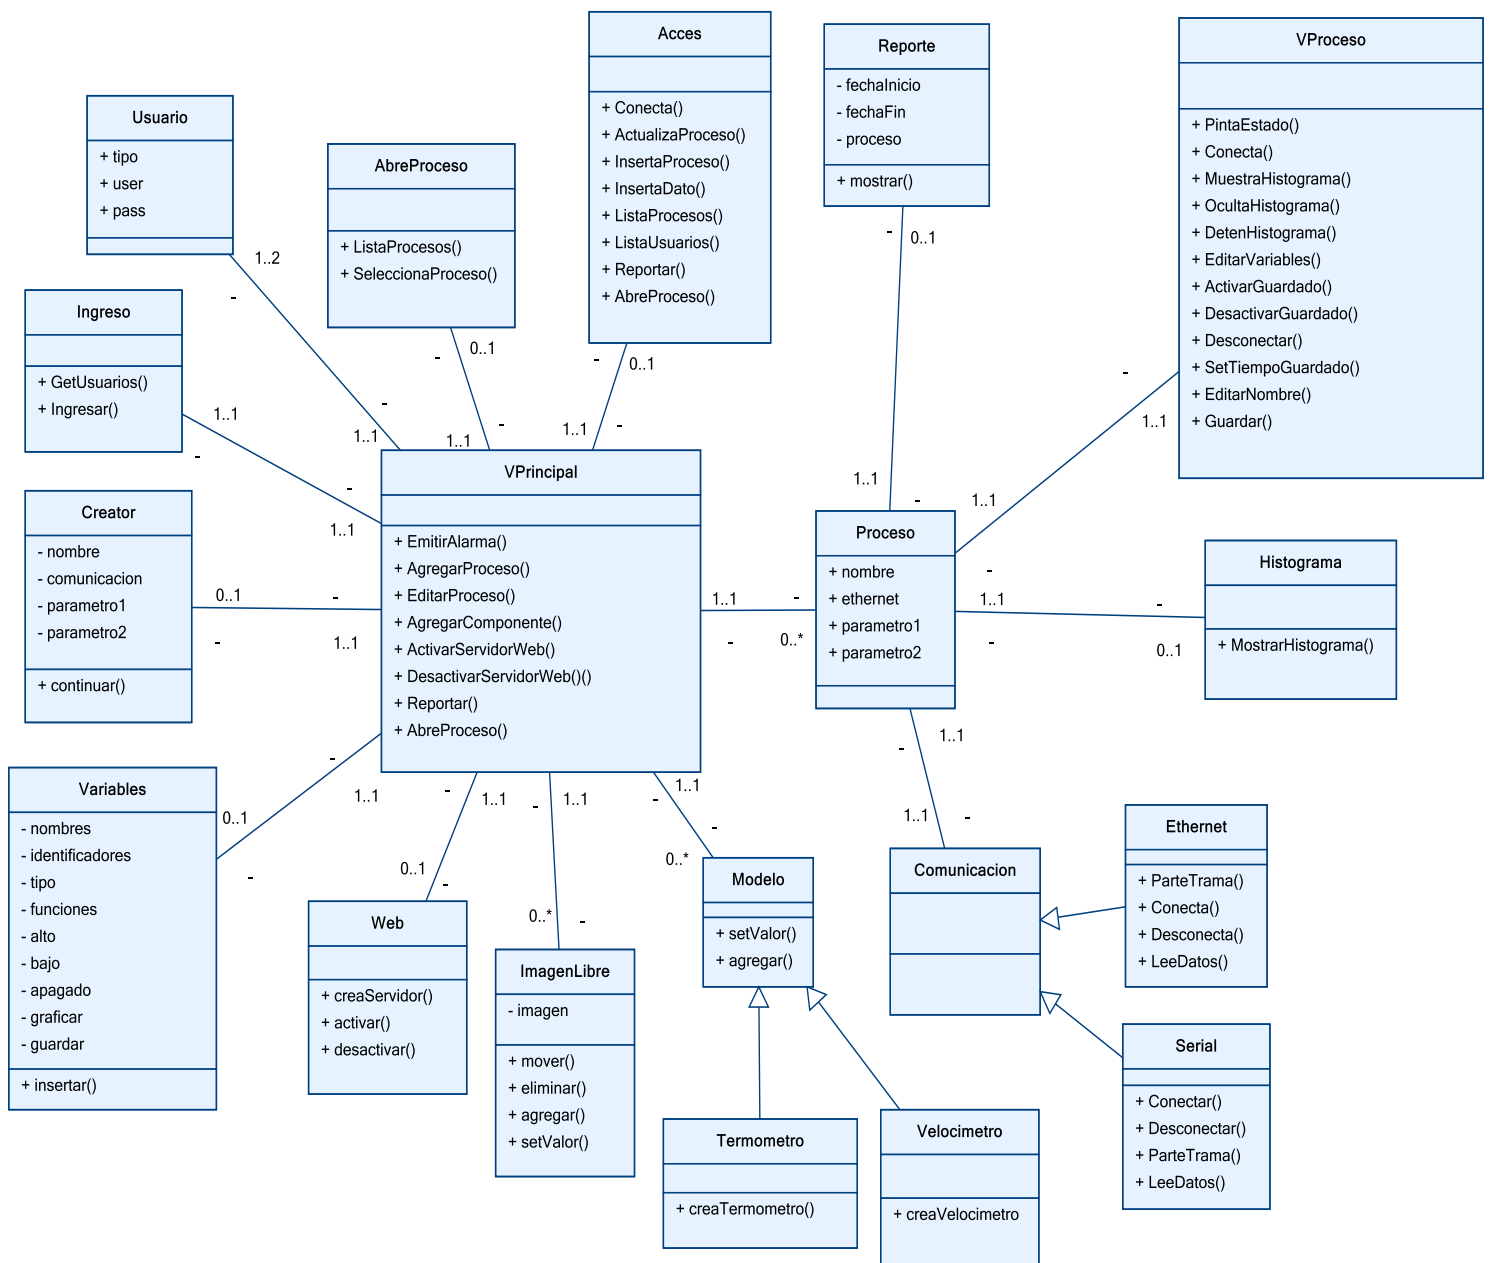 Acces
+ Conecta()
+ ActualizaProceso()
+ InsertaProceso()
+ InsertaDato()
+ ListaProcesos()
+ ListaUsuarios()
+ Reportar()
+ AbreProceso()
Reporte
- fechaInicio
- fechaFin
- proceso
+ mostrar()
VProceso
+ PintaEstado()
+ Conecta()
+ MuestraHistograma()
+ OcultaHistograma()
+ DetenHistograma()
+ EditarVariables()
+ ActivarGuardado()
+ DesactivarGuardado()
+ Desconectar()
+ SetTiempoGuardado()
+ EditarNombre()
+ Guardar()
Usuario
+ tipo
+ user
+ pass
AbreProceso
+ ListaProcesos()
+ SeleccionaProceso()
1..2
-
-
1..1
0..1
-
-
1..1
-
0..1
1..1
-
-
0..1
1..1
-
-
1..1
1..1
-
Ingreso
+ GetUsuarios()
+ Ingresar()
1..1
-
-
1..1
Creator
- nombre
- comunicacion
- parametro1
- parametro2
+ continuar()
0..1
-
-
1..1
VPrincipal
+ EmitirAlarma()
+ AgregarProceso()
+ EditarProceso()
+ AgregarComponente()
+ ActivarServidorWeb()
+ DesactivarServidorWeb()()
+ Reportar()
+ AbreProceso()
1..1
-
-
0..*
Proceso
+ nombre
+ ethernet
+ parametro1
+ parametro2
1..1
-
-
0..1
Histograma
+ MostrarHistograma()
-
1..1
1..1
-
Variables
- nombres
- identificadores
- tipo
- funciones
- alto
- bajo
- apagado
- graficar
- guardar
+ insertar()
-
1..1
0..1
-
-
1..1
0..1
-
-
1..1
0..*
-
1..1
-
-
0..*
Web
+ creaServidor()
+ activar()
+ desactivar()
ImagenLibre
- imagen
+ mover()
+ eliminar()
+ agregar()
+ setValor()
Modelo
+ setValor()
+ agregar()
Comunicacion
Ethernet
+ ParteTrama()
+ Conecta()
+ Desconecta()
+ LeeDatos()
Serial
+ Conectar()
+ Desconectar()
+ ParteTrama()
+ LeeDatos()
Termometro
+ creaTermometro()
Velocimetro
+ creaVelocimetro